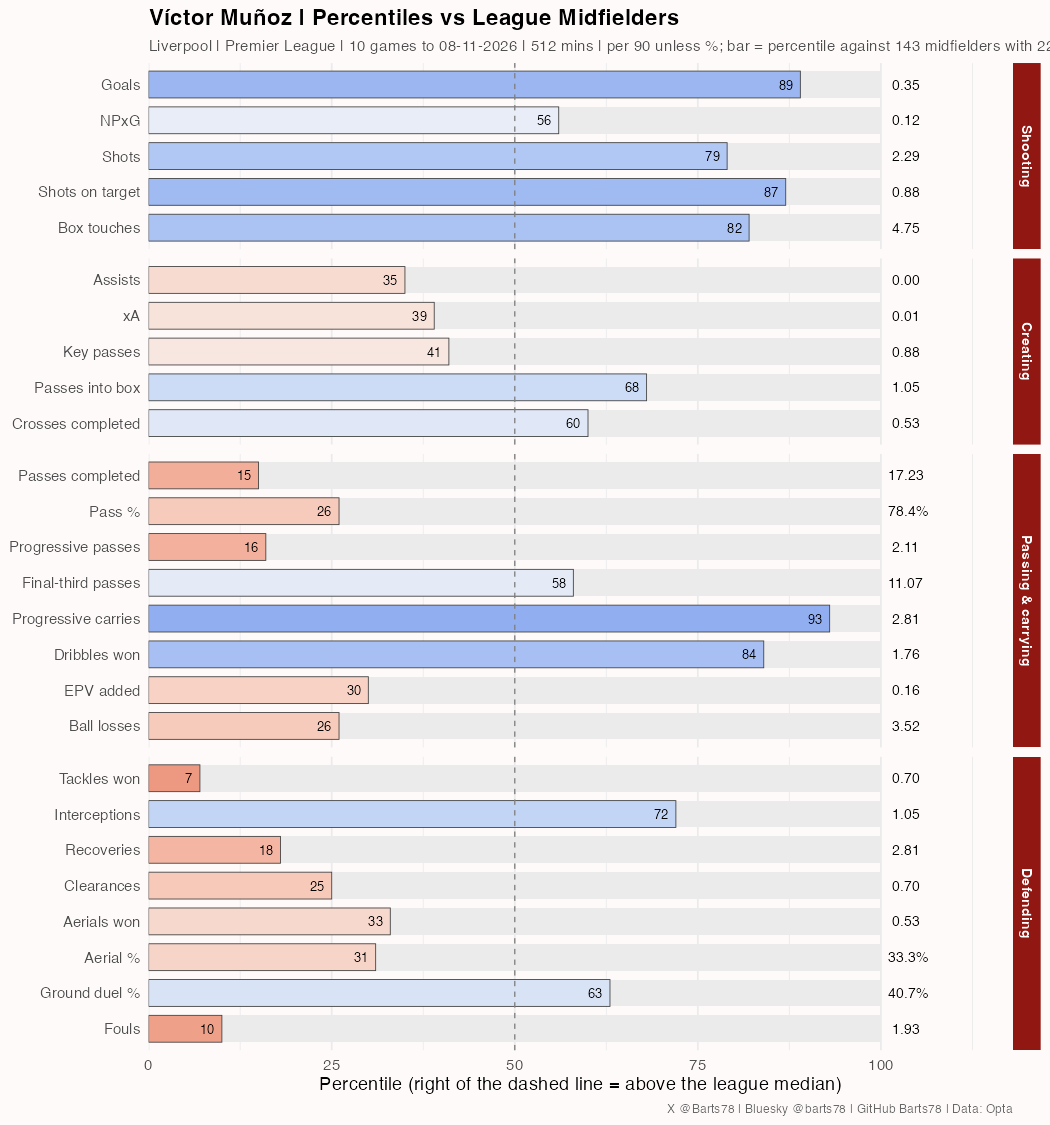 Víctor Muñoz | Percentiles vs League Midfielders
Liverpool | Premier League | 10 games to 08-11-2026 | 512 mins | per 90 unless %; bar = percentile against 143 midfielders with 22
Goals 89 0.35
NPxG 56 0.12
Shots 79 2.29
Shots on target 87 0.88
Box touches 82 4.75
Shooting
Assists 35 0.00
xA 39 0.01
Key passes 41 0.88
Passes into box 68 1.05
Crosses completed 60 0.53
Creating
Passes completed 15 17.23
Pass % 26 78.4%
Progressive passes 16 2.11
Final-third passes 58 11.07
Progressive carries 93 2.81
Dribbles won 84 1.76
EPV added 30 0.16
Ball losses 26 3.52
Passing & carrying
Tackles won 7 0.70
Interceptions 72 1.05
Recoveries 18 2.81
Clearances 25 0.70
Aerials won 33 0.53
Aerial % 31 33.3%
Ground duel % 63 40.7%
Fouls 10 1.93
Defending
0 25 50 75 100
Percentile (right of the dashed line = above the league median)
X @Barts78 | Bluesky @barts78 | GitHub Barts78 | Data: Opta